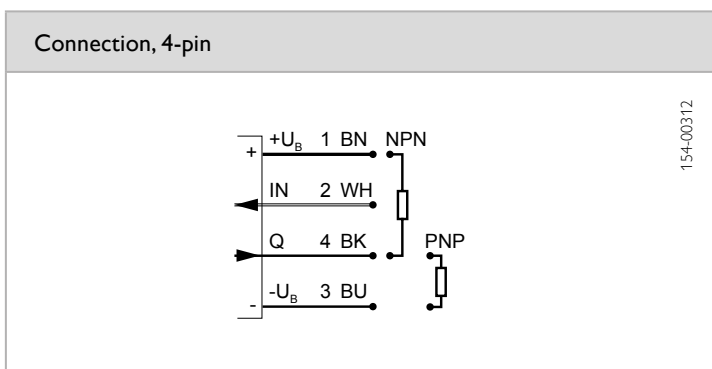 Connection, 4-pin
154-00312
+ +U_B 1 BN NPN
IN 2 WH
Q 4 BK PNP
- -U_B 3 BU